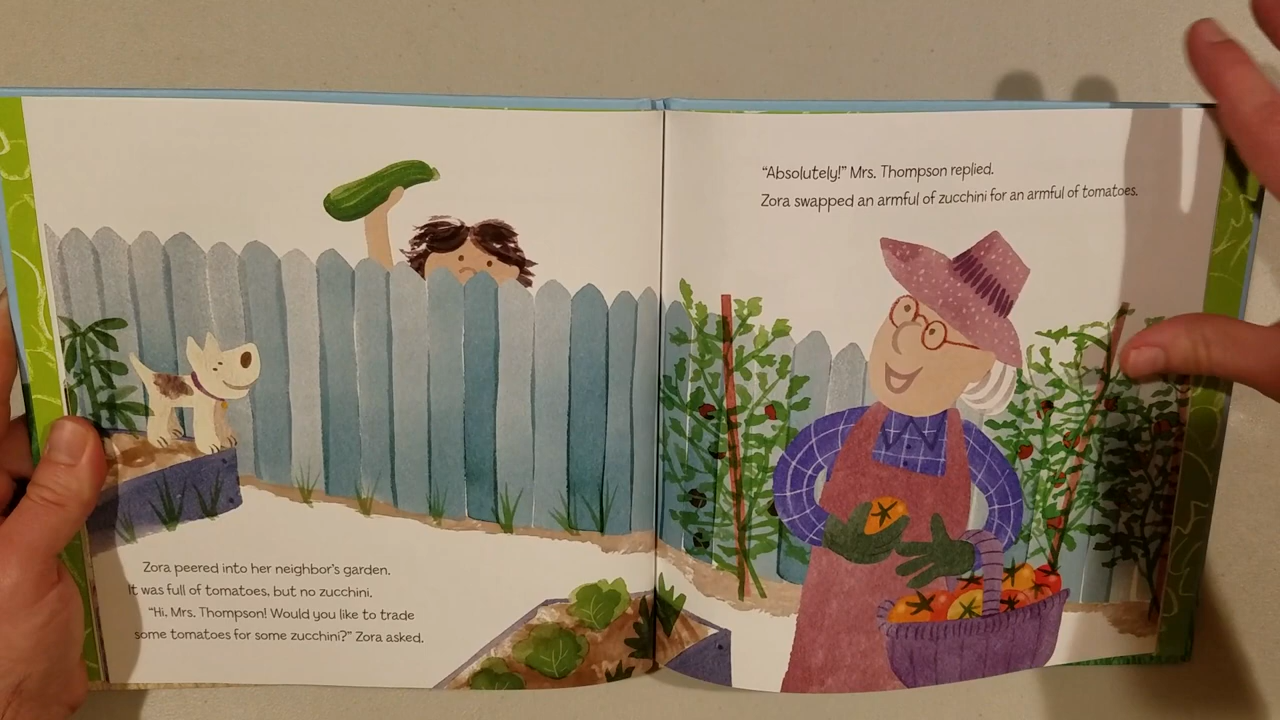 Zora peered into her neighbor's garden.
It was full of tomatoes, but no zucchini.
"Hi, Mrs. Thompson! Would you like to trade
some tomatoes for some zucchini?" Zora asked.
"Absolutely!" Mrs. Thompson replied.
Zora swapped an armful of zucchini for an armful of tomatoes.